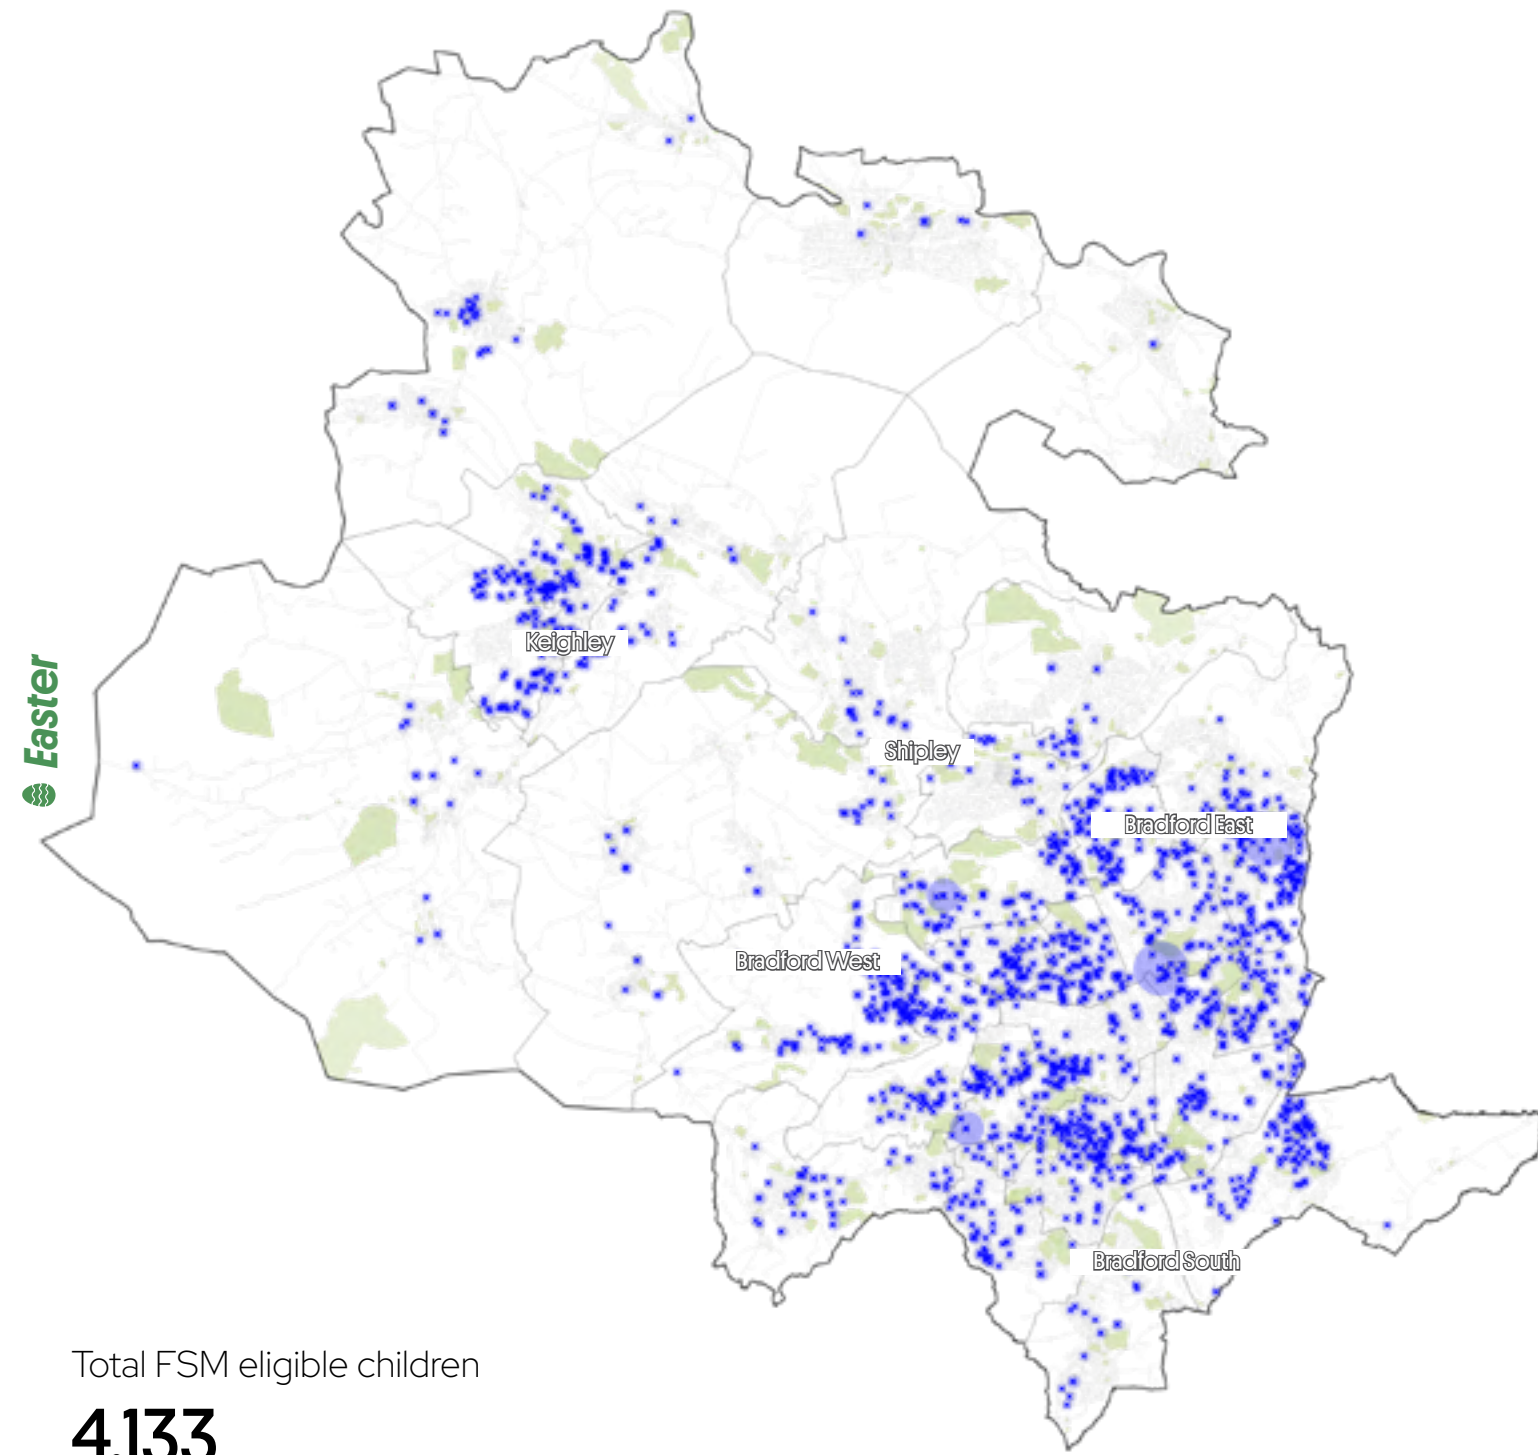 Easter
Keighley
Shipley
Bradford East
Bradford West
Bradford South
Total FSM eligible children
4,133